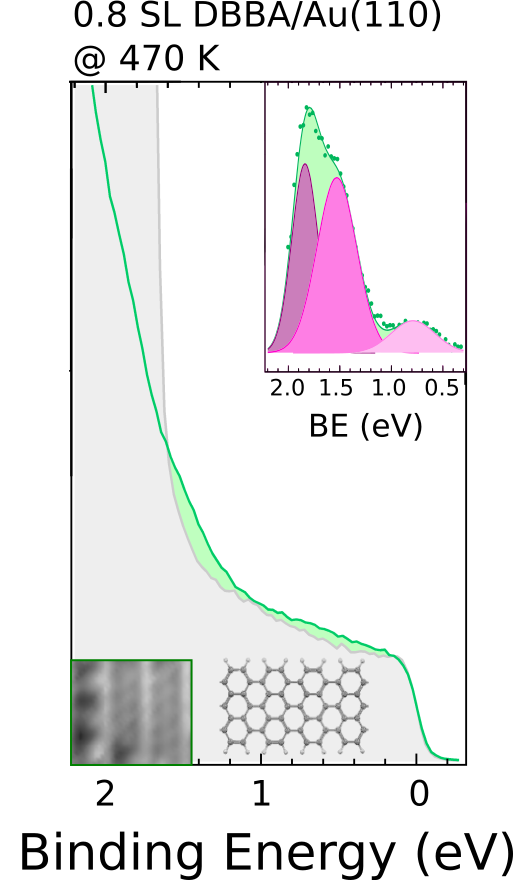 0.8 SL DBBA/Au(110)
@ 470 K
2.0 1.5 1.0 0.5
BE (eV)
2 1 0
Binding Energy (eV)